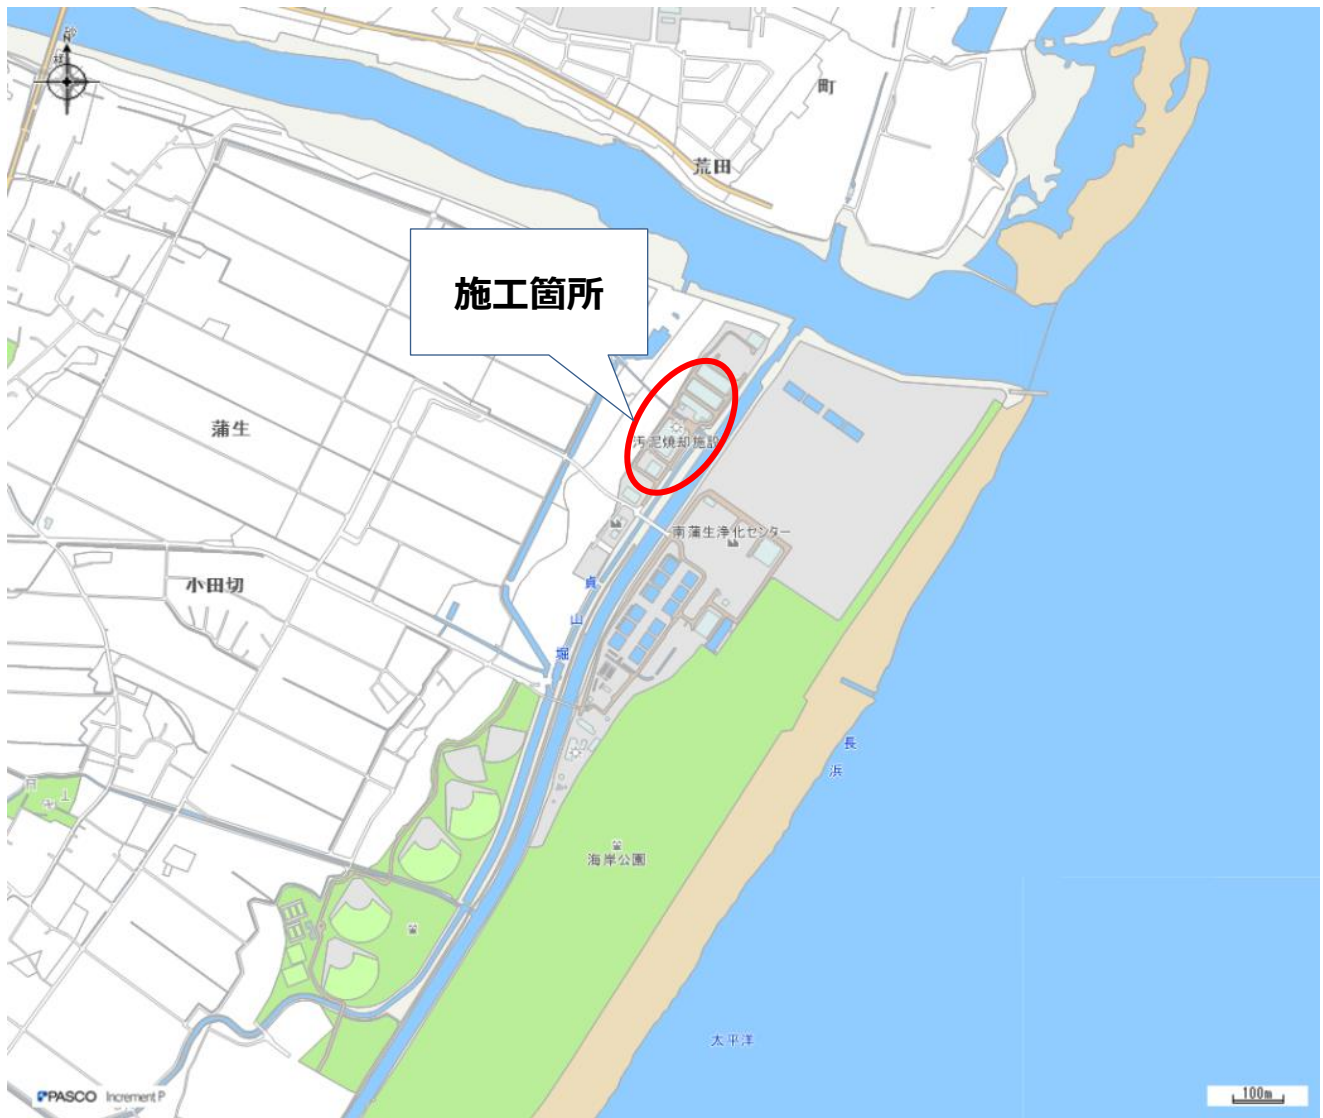 砂
N
町
荒田
施工箇所
蒲生
汚泥焼却施設
南蒲生浄化センター
小田切
貞
山
堀
長
浜
海岸公園
太平洋
PASCO Increment P
100m